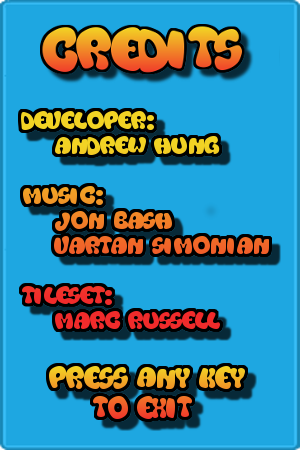 CREDITS
DEVELOPER:
ANDREW HUNG
MUSIC:
JON BASH
VARTAN SIMONIAN
TILESET:
MARC RUSSELL
PRESS ANY KEY
TO EXIT